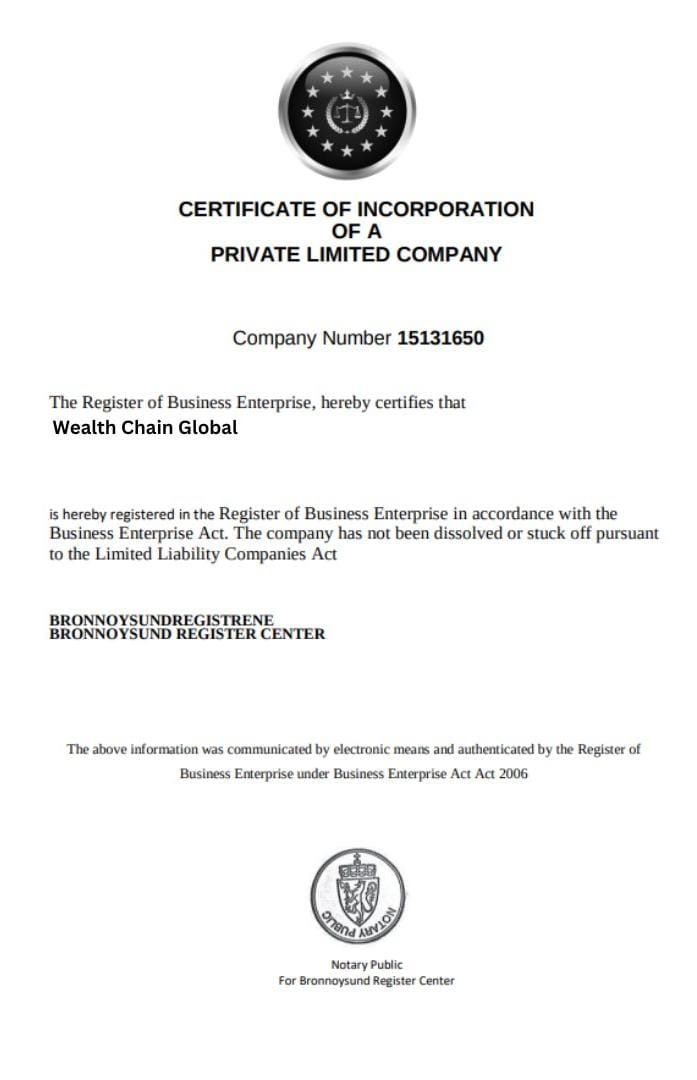 CERTIFICATE OF INCORPORATION
OF A
PRIVATE LIMITED COMPANY
Company Number 15131650
The Register of Business Enterprise, hereby certifies that
Wealth Chain Global
is hereby registered in the Register of Business Enterprise in accordance with the
Business Enterprise Act. The company has not been dissolved or stuck off pursuant
to the Limited Liability Companies Act
BRONNOYSUNDREGISTRENE
BRONNOYSUND REGISTER CENTER
The above information was communicated by electronic means and authenticated by the Register of
Business Enterprise under Business Enterprise Act Act 2006
NOTARY PUBLIC
Notary Public
For Bronnoysund Register Center